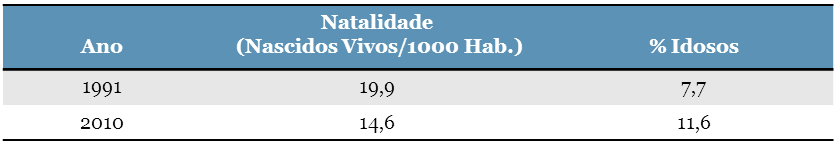 Natalidade
Ano (Nascidos Vivos/1000 Hab.) % Idosos
1991 19,9 7,7
2010 14,6 11,6